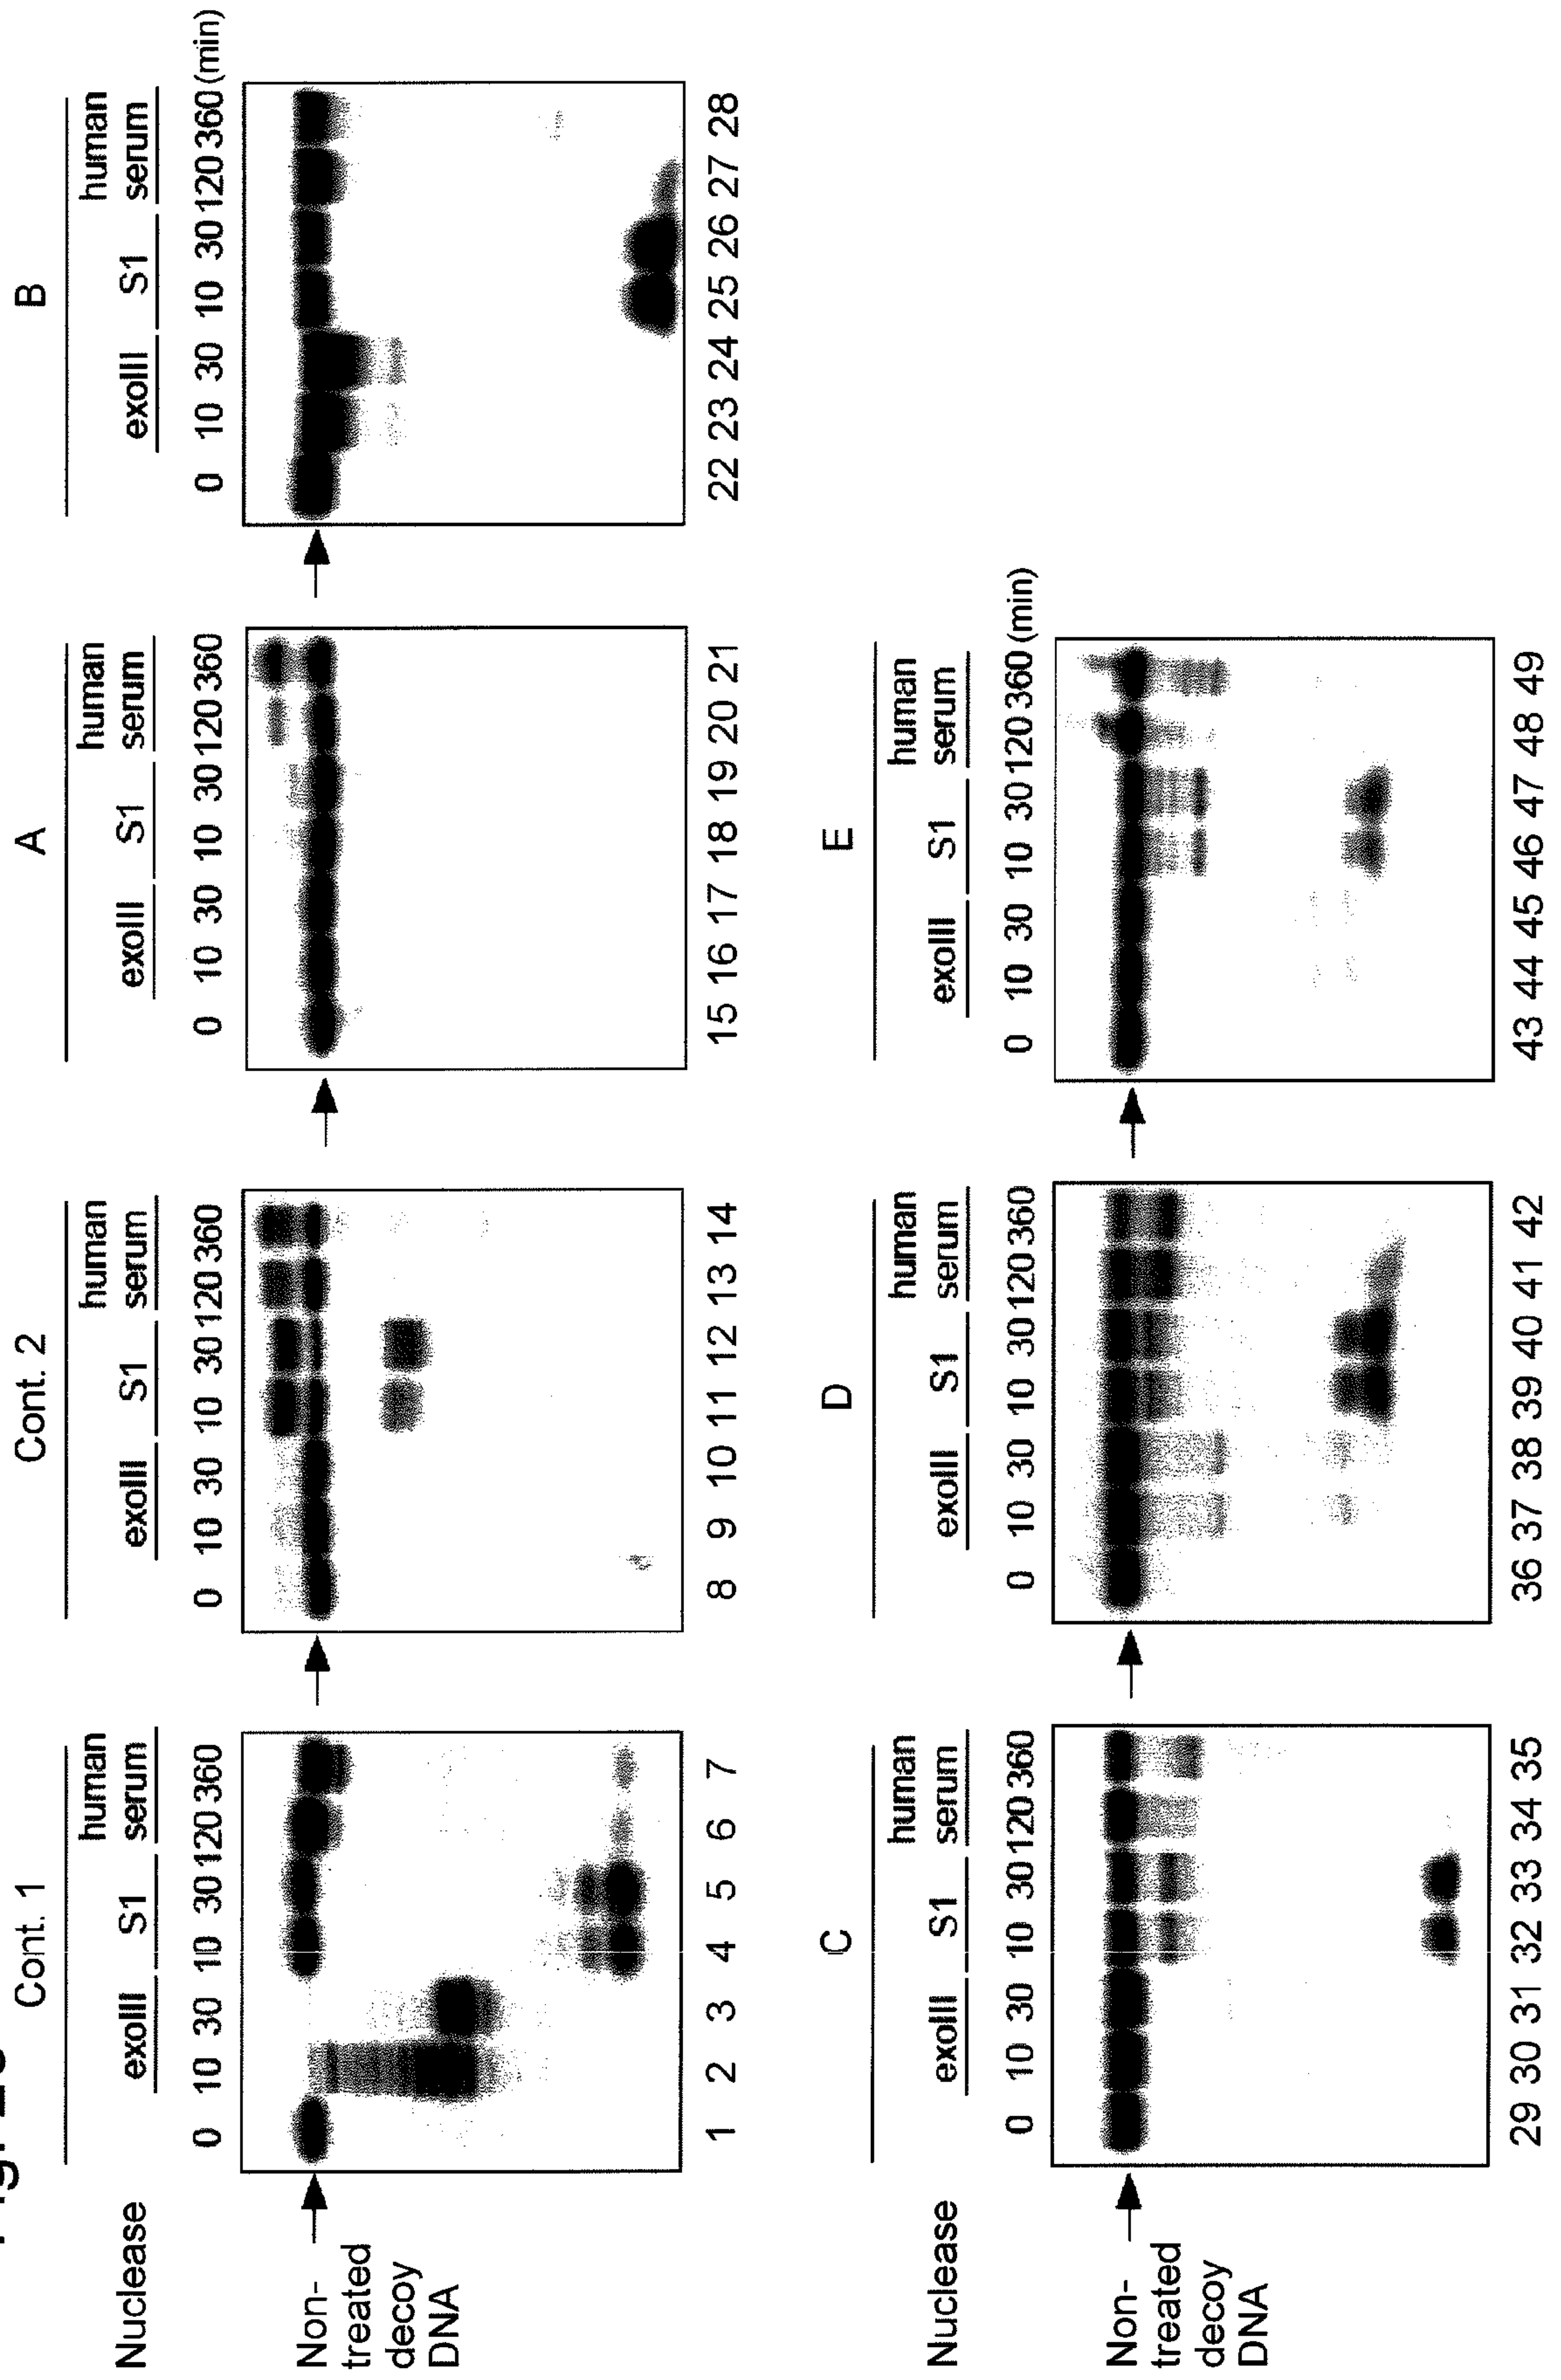 Cont. 1
Nuclease exoIII S1 human serum
0 10 30 10 30 120 360
Non-treated decoy DNA
1 2 3 4 5 6 7
Cont. 2
exoIII S1 human serum
0 10 30 10 30 120 360
8 9 10 11 12 13 14
A
exoIII S1 human serum
0 10 30 10 30 120 360
15 16 17 18 19 20 21
B
exoIII S1 human serum
0 10 30 10 30 120 360 (min)
22 23 24 25 26 27 28
C
Nuclease exoIII S1 human serum
0 10 30 10 30 120 360
Non-treated decoy DNA
29 30 31 32 33 34 35
D
exoIII S1 human serum
0 10 30 10 30 120 360
36 37 38 39 40 41 42
E
exoIII S1 human serum
0 10 30 10 30 120 360 (min)
43 44 45 46 47 48 49